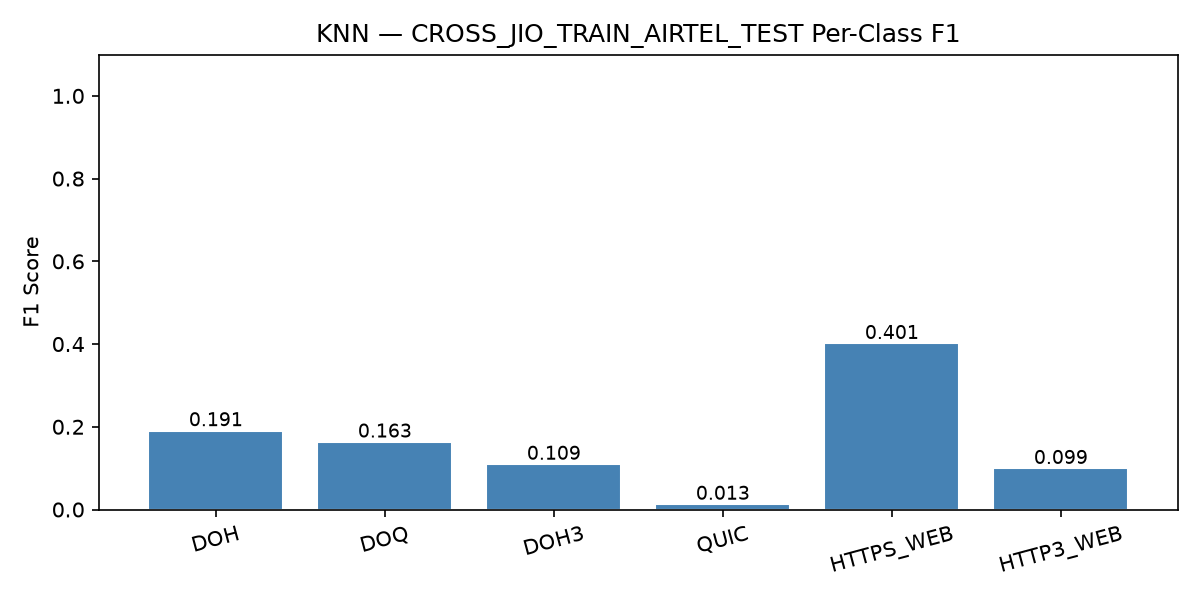 KNN — CROSS_JIO_TRAIN_AIRTEL_TEST Per-Class F1
F1 Score
1.0
0.8
0.6
0.4
0.2
0.0
0.191
0.163
0.109
0.013
0.401
0.099
DOH
DOQ
DOH3
QUIC
HTTPS_WEB
HTTP3_WEB